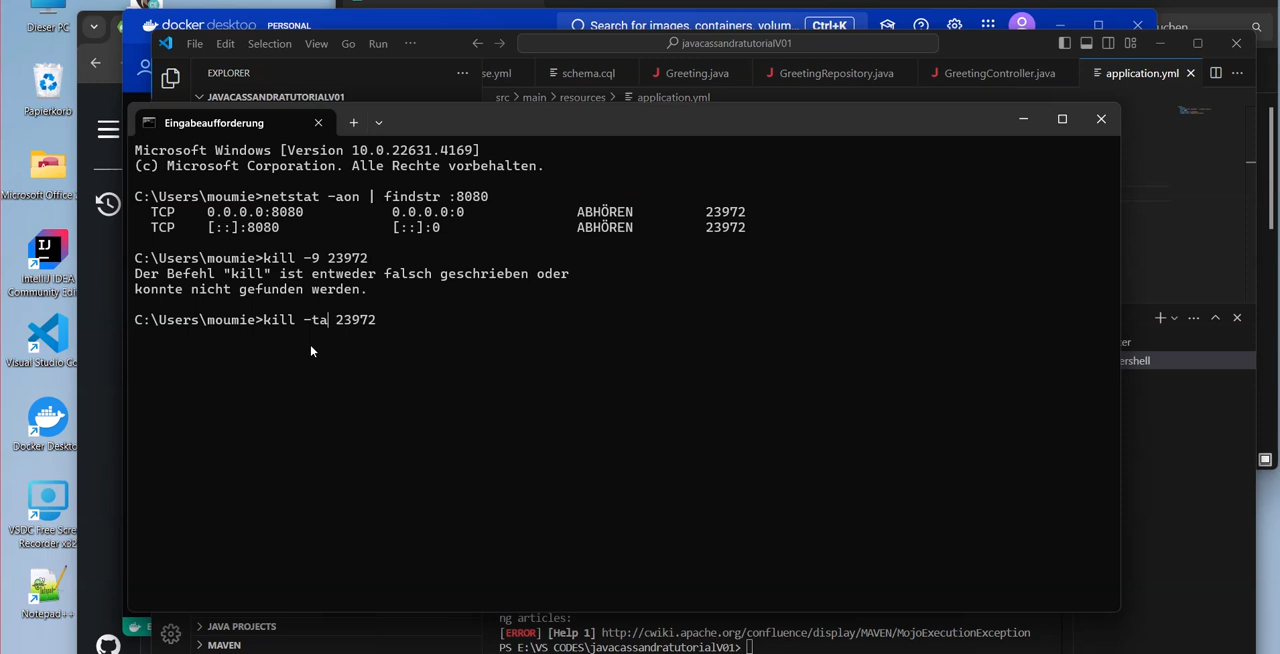 Dieser PC
docker desktop PERSONAL
Search for images, containers, volum... Ctrl+K
uchen
File Edit Selection View Go Run ···
javacassandratutorialV01
EXPLORER
se.yml
schema.cql
Greeting.java
GreetingRepository.java
GreetingController.java
application.yml
JAVACASSANDRATUTORIALV01
src > main > resources > application.yml
Papierkorb
Eingabeaufforderung
Microsoft Windows [Version 10.0.22631.4169]
(c) Microsoft Corporation. Alle Rechte vorbehalten.
C:\Users\moumie>netstat -aon | findstr :8080
TCP 0.0.0.0:8080 0.0.0.0:0 ABHÖREN 23972
TCP [::]:8080 [::]:0 ABHÖREN 23972
C:\Users\moumie>kill -9 23972
Der Befehl "kill" ist entweder falsch geschrieben oder
konnte nicht gefunden werden.
C:\Users\moumie>kill -ta 23972
Microsoft Office
IntelliJ IDEA
Community Edi
Visual Studio Co
Docker Deskto
VSDC Free Scre
Recorder x32
Notepad++
ter
ershell
JAVA PROJECTS
MAVEN
ng articles:
[ERROR] [Help 1] http://cwiki.apache.org/confluence/display/MAVEN/MojoExecutionException
PS E:\VS CODES\javacassandratutorialV01>